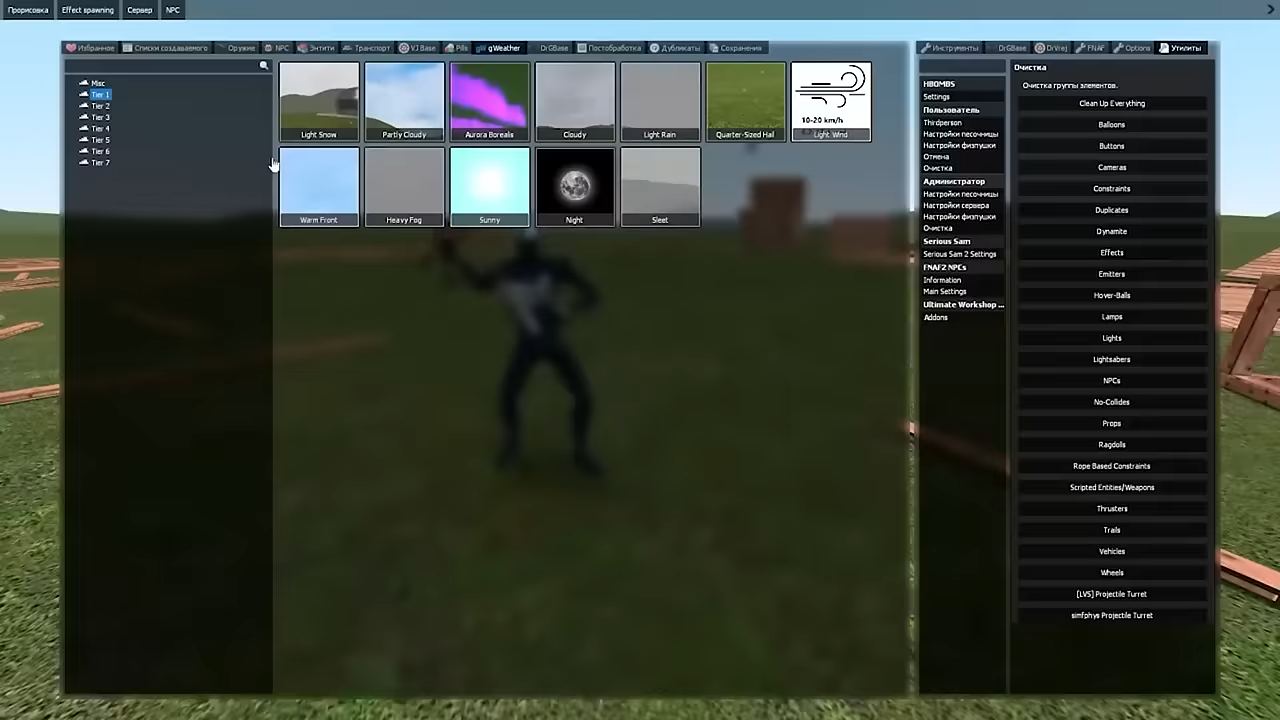 Прорисовка Effect spawning Сервер NPC
Избранное Списки создаваемого Оружие NPC Энтити Транспорт VJ Base Pills gWeather DrGBase Постобработка Дубликаты Сохранения
Misc
Tier 1
Tier 2
Tier 3
Tier 4
Tier 5
Tier 6
Tier 7
Light Snow Partly Cloudy Aurora Borealis Cloudy Light Rain Quarter-Sized Hail 10-20 km/h Light Wind
Warm Front Heavy Fog Sunny Night Sleet
Инструменты DrGBase DrVrej FNAF Options Утилиты
HBOMBS
Settings
Пользователь
Thirdperson
Настройки песочницы
Настройки физпушки
Отмена
Очистка
Администратор
Настройки песочницы
Настройки сервера
Настройки физпушки
Очистка
Serious Sam
Serious Sam 2 Settings
FNAF2 NPCs
Information
Main Settings
Ultimate Workshop ...
Addons
Очистка
Очистка группы элементов.
Clean Up Everything
Balloons
Buttons
Cameras
Constraints
Duplicates
Dynamite
Effects
Emitters
Hover-Balls
Lamps
Lights
Lightsabers
NPCs
No-Collides
Props
Ragdolls
Rope Based Constraints
Scripted Entities/Weapons
Thrusters
Trails
Vehicles
Wheels
[LVS] Projectile Turret
simfphys Projectile Turret